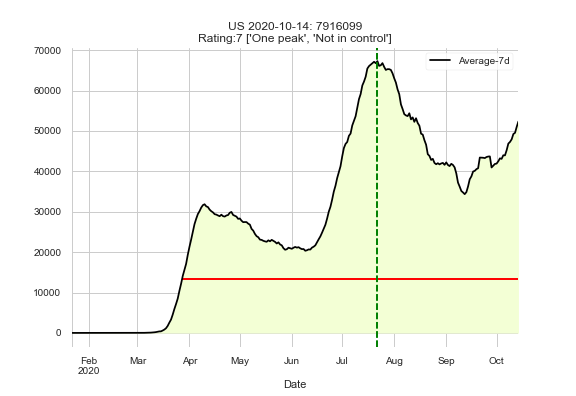 US 2020-10-14: 7916099
Rating:7 ['One peak', 'Not in control']
Average-7d
70000
60000
50000
40000
30000
20000
10000
0
Feb Mar Apr May Jun Jul Aug Sep Oct
2020
Date